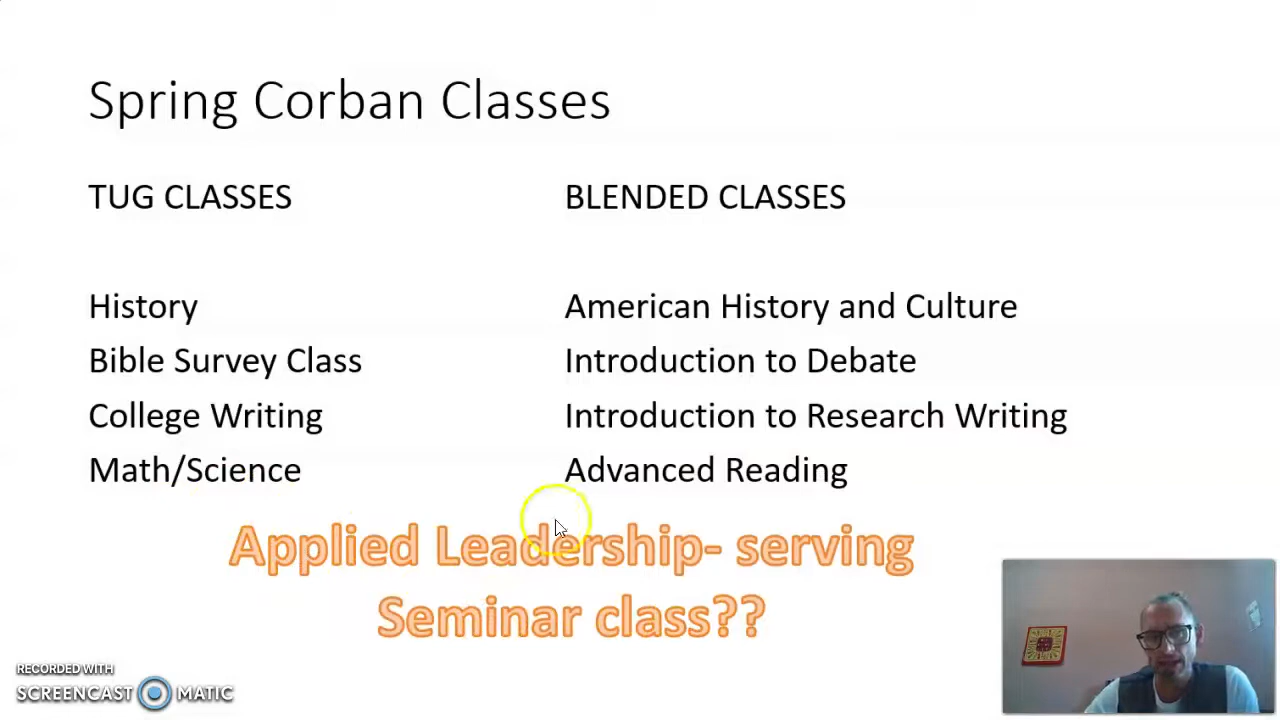 Spring Corban Classes
TUG CLASSES
BLENDED CLASSES
History
American History and Culture
Bible Survey Class
Introduction to Debate
College Writing
Introduction to Research Writing
Math/Science
Advanced Reading
Applied Leadership- serving
Seminar class??
RECORDED WITH
SCREENCAST MATIC